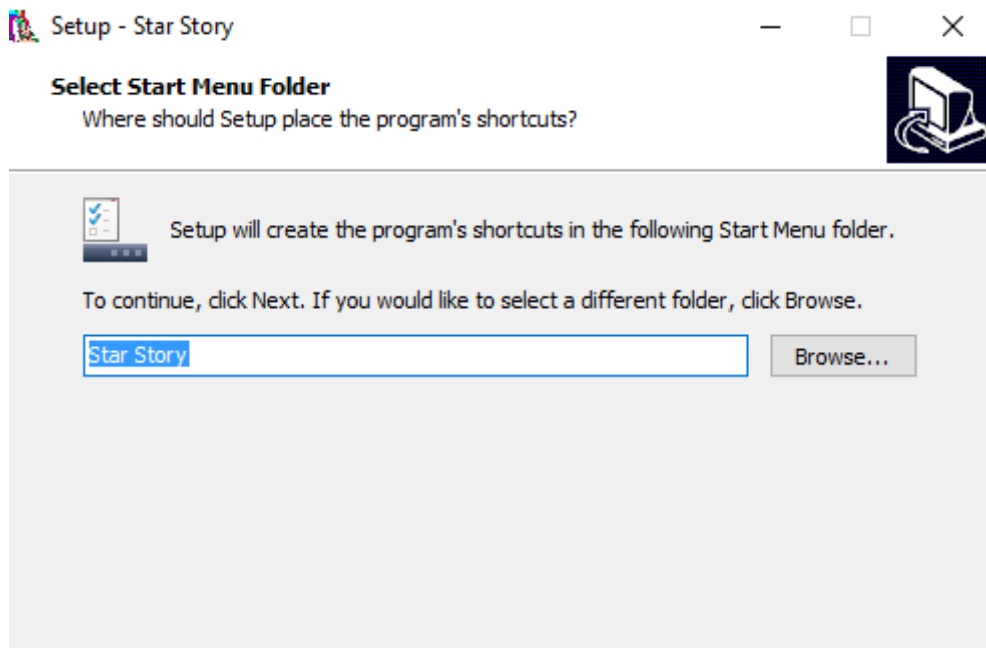 Setup - Star Story
Select Start Menu Folder
Where should Setup place the program's shortcuts?
Setup will create the program's shortcuts in the following Start Menu folder.
To continue, click Next. If you would like to select a different folder, click Browse.
Star Story
Browse...